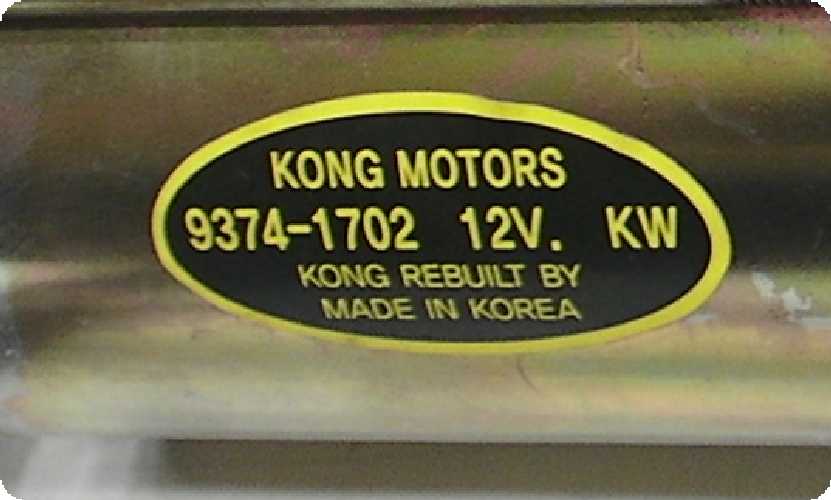 KONG MOTORS
9374-1702 12V. KW
KONG REBUILT BY
MADE IN KOREA